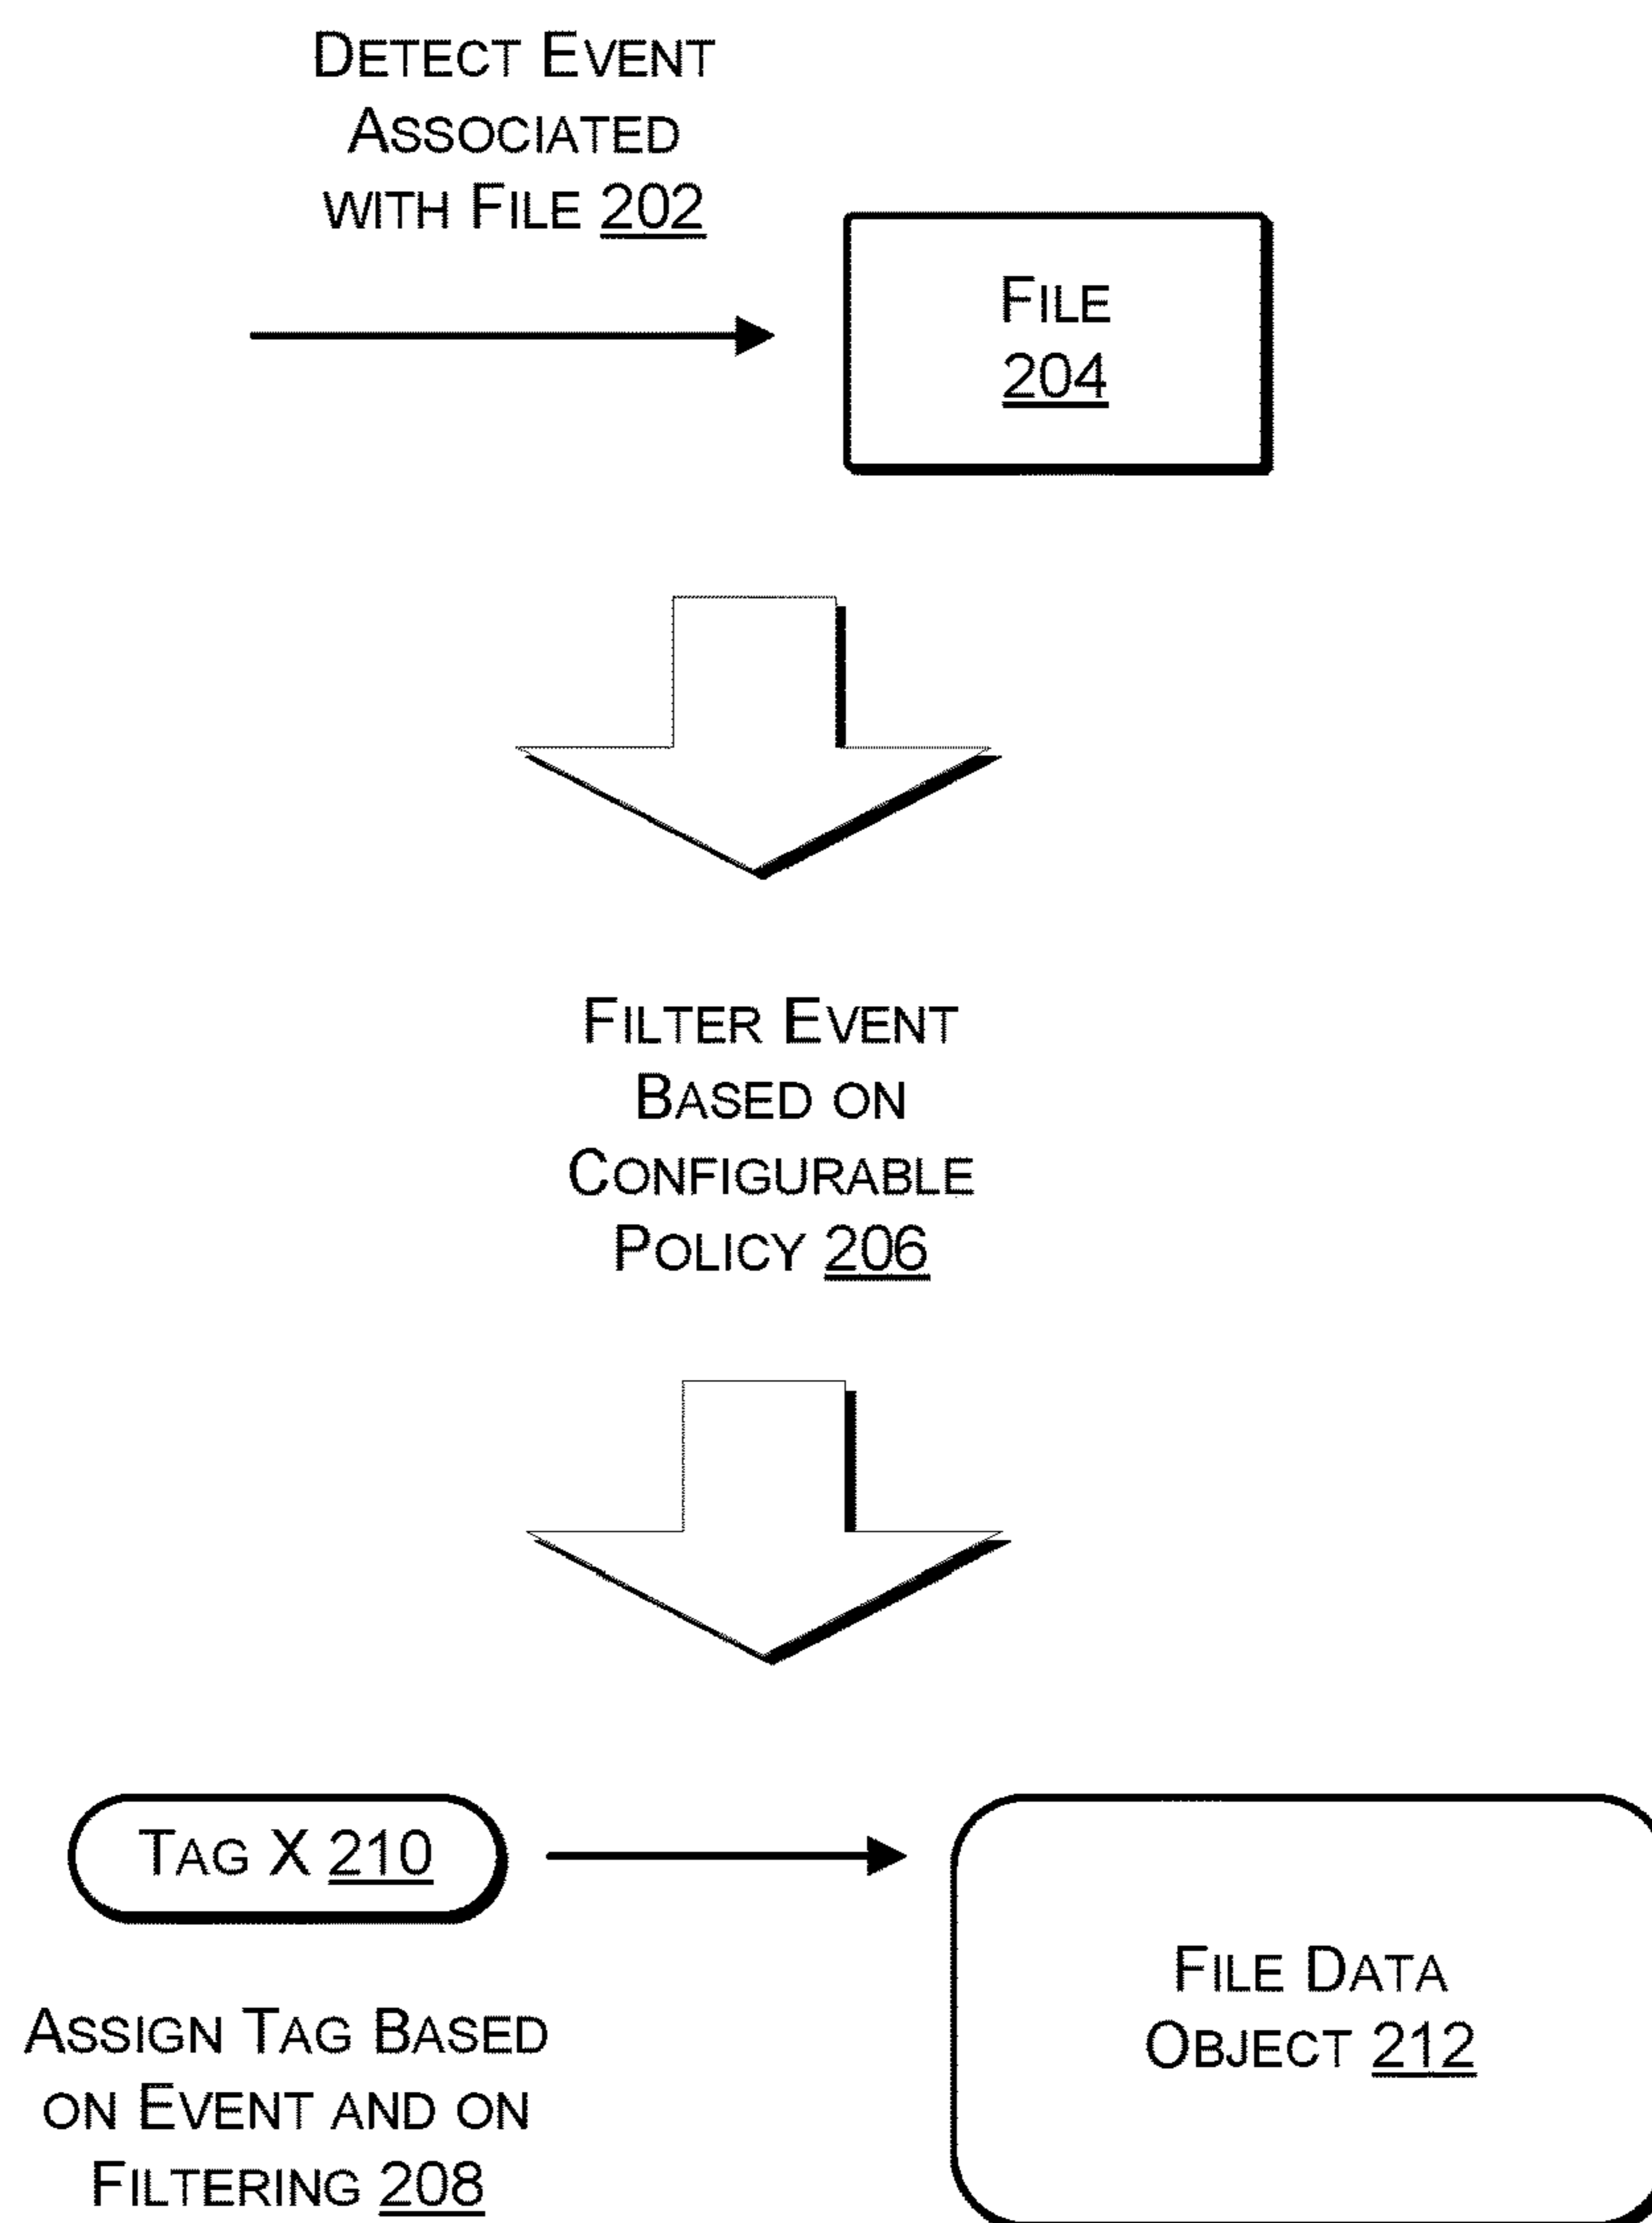 DETECT EVENT
ASSOCIATED
WITH FILE 202
FILE
204
FILTER EVENT
BASED ON
CONFIGURABLE
POLICY 206
TAG X 210
ASSIGN TAG BASED
ON EVENT AND ON
FILTERING 208
FILE DATA
OBJECT 212